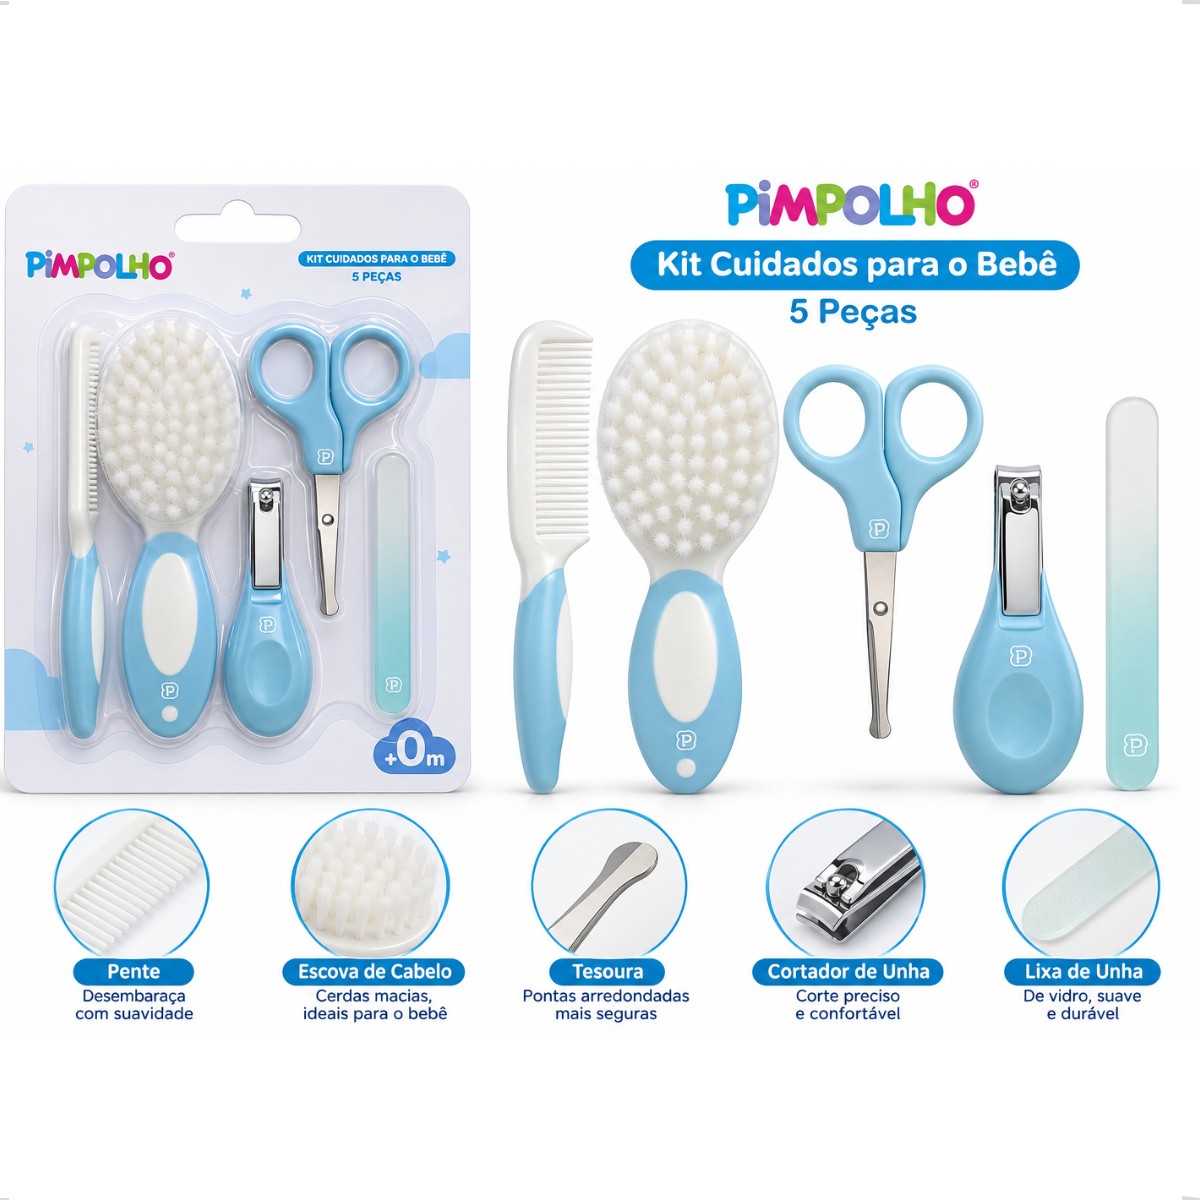 PiMPOLHO®
KIT CUIDADOS PARA O BEBÊ
5 PEÇAS
P
P
P
P
+0m
PiMPOLHO®
Kit Cuidados para o Bebê
5 Peças
P
P
P
P
Pente
Desembaraça
com suavidade
Escova de Cabelo
Cerdas macias,
ideais para o bebê
Tesoura
Pontas arredondadas
mais seguras
Cortador de Unha
Corte preciso
e confortável
Lixa de Unha
De vidro, suave
e durável